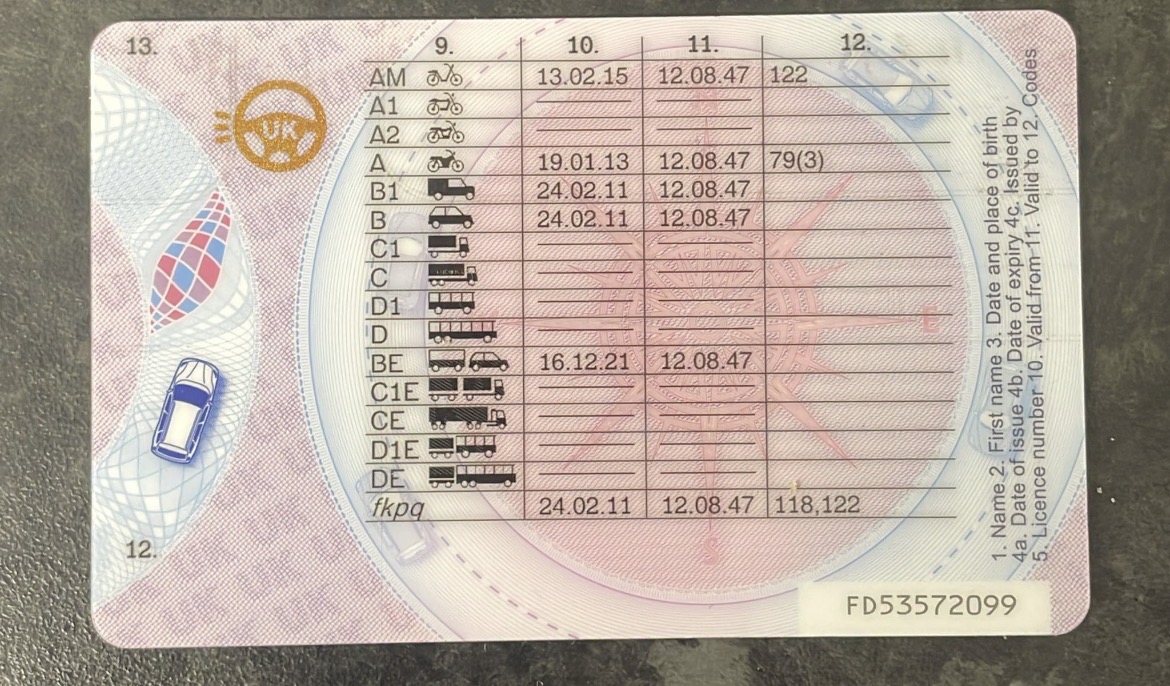 13.
UK
9. 10. 11. 12.
AM 13.02.15 12.08.47 122
A1
A2
A 19.01.13 12.08.47 79(3)
B1 24.02.11 12.08.47
B 24.02.11 12.08.47
C1
C
D1
D
BE 16.12.21 12.08.47
C1E
CE
D1E
DE
fkpq 24.02.11 12.08.47 118,122
12.
1. Name 2. First name 3. Date and place of birth
4a. Date of issue 4b. Date of expiry 4c. Issued by
5. Licence number 10. Valid from 11. Valid to 12. Codes
E
S
FD53572099